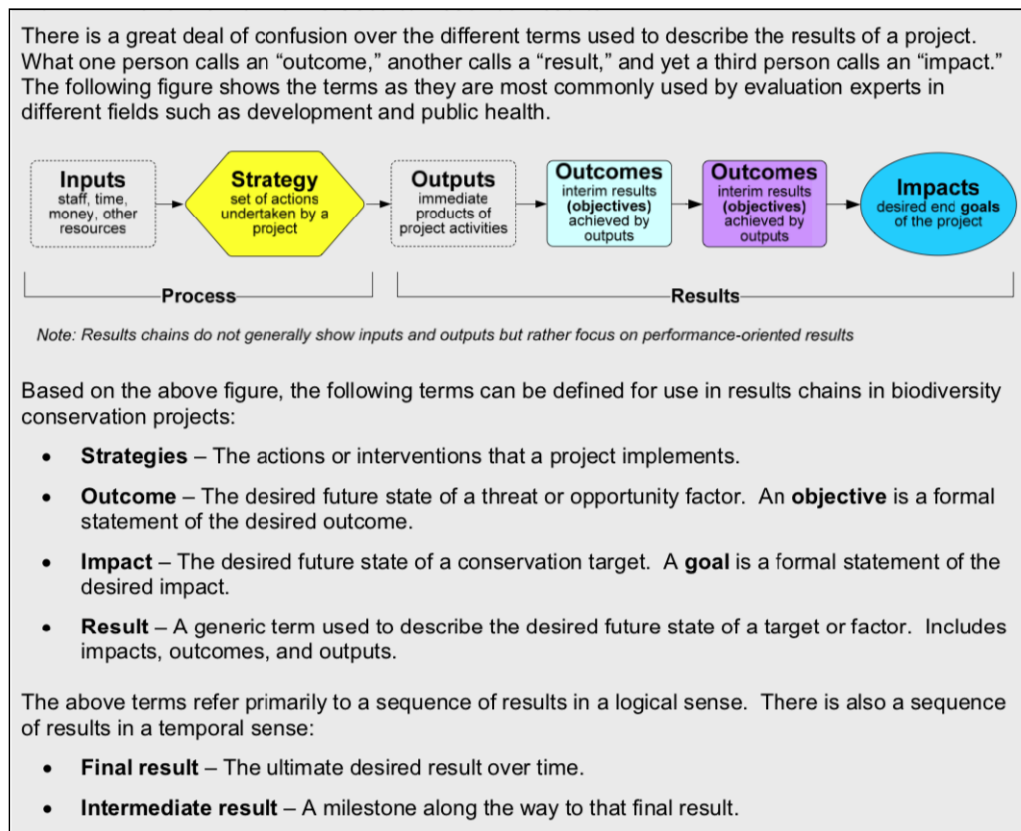 There is a great deal of confusion over the different terms used to describe the results of a project.
What one person calls an “outcome,” another calls a “result,” and yet a third person calls an “impact.”
The following figure shows the terms as they are most commonly used by evaluation experts in
different fields such as development and public health.
Inputs
staff, time,
money, other
resources
Strategy
set of actions
undertaken by a
project
Outputs
immediate
products of
project activities
Outcomes
interim results
(objectives)
achieved by
outputs
Outcomes
interim results
(objectives)
achieved by
outputs
Impacts
desired end goals
of the project
Process
Results
Note: Results chains do not generally show inputs and outputs but rather focus on performance-oriented results
Based on the above figure, the following terms can be defined for use in results chains in biodiversity
conservation projects:
• Strategies – The actions or interventions that a project implements.
• Outcome – The desired future state of a threat or opportunity factor. An objective is a formal
statement of the desired outcome.
• Impact – The desired future state of a conservation target. A goal is a formal statement of the
desired impact.
• Result – A generic term used to describe the desired future state of a target or factor. Includes
impacts, outcomes, and outputs.
The above terms refer primarily to a sequence of results in a logical sense. There is also a sequence
of results in a temporal sense:
• Final result – The ultimate desired result over time.
• Intermediate result – A milestone along the way to that final result.